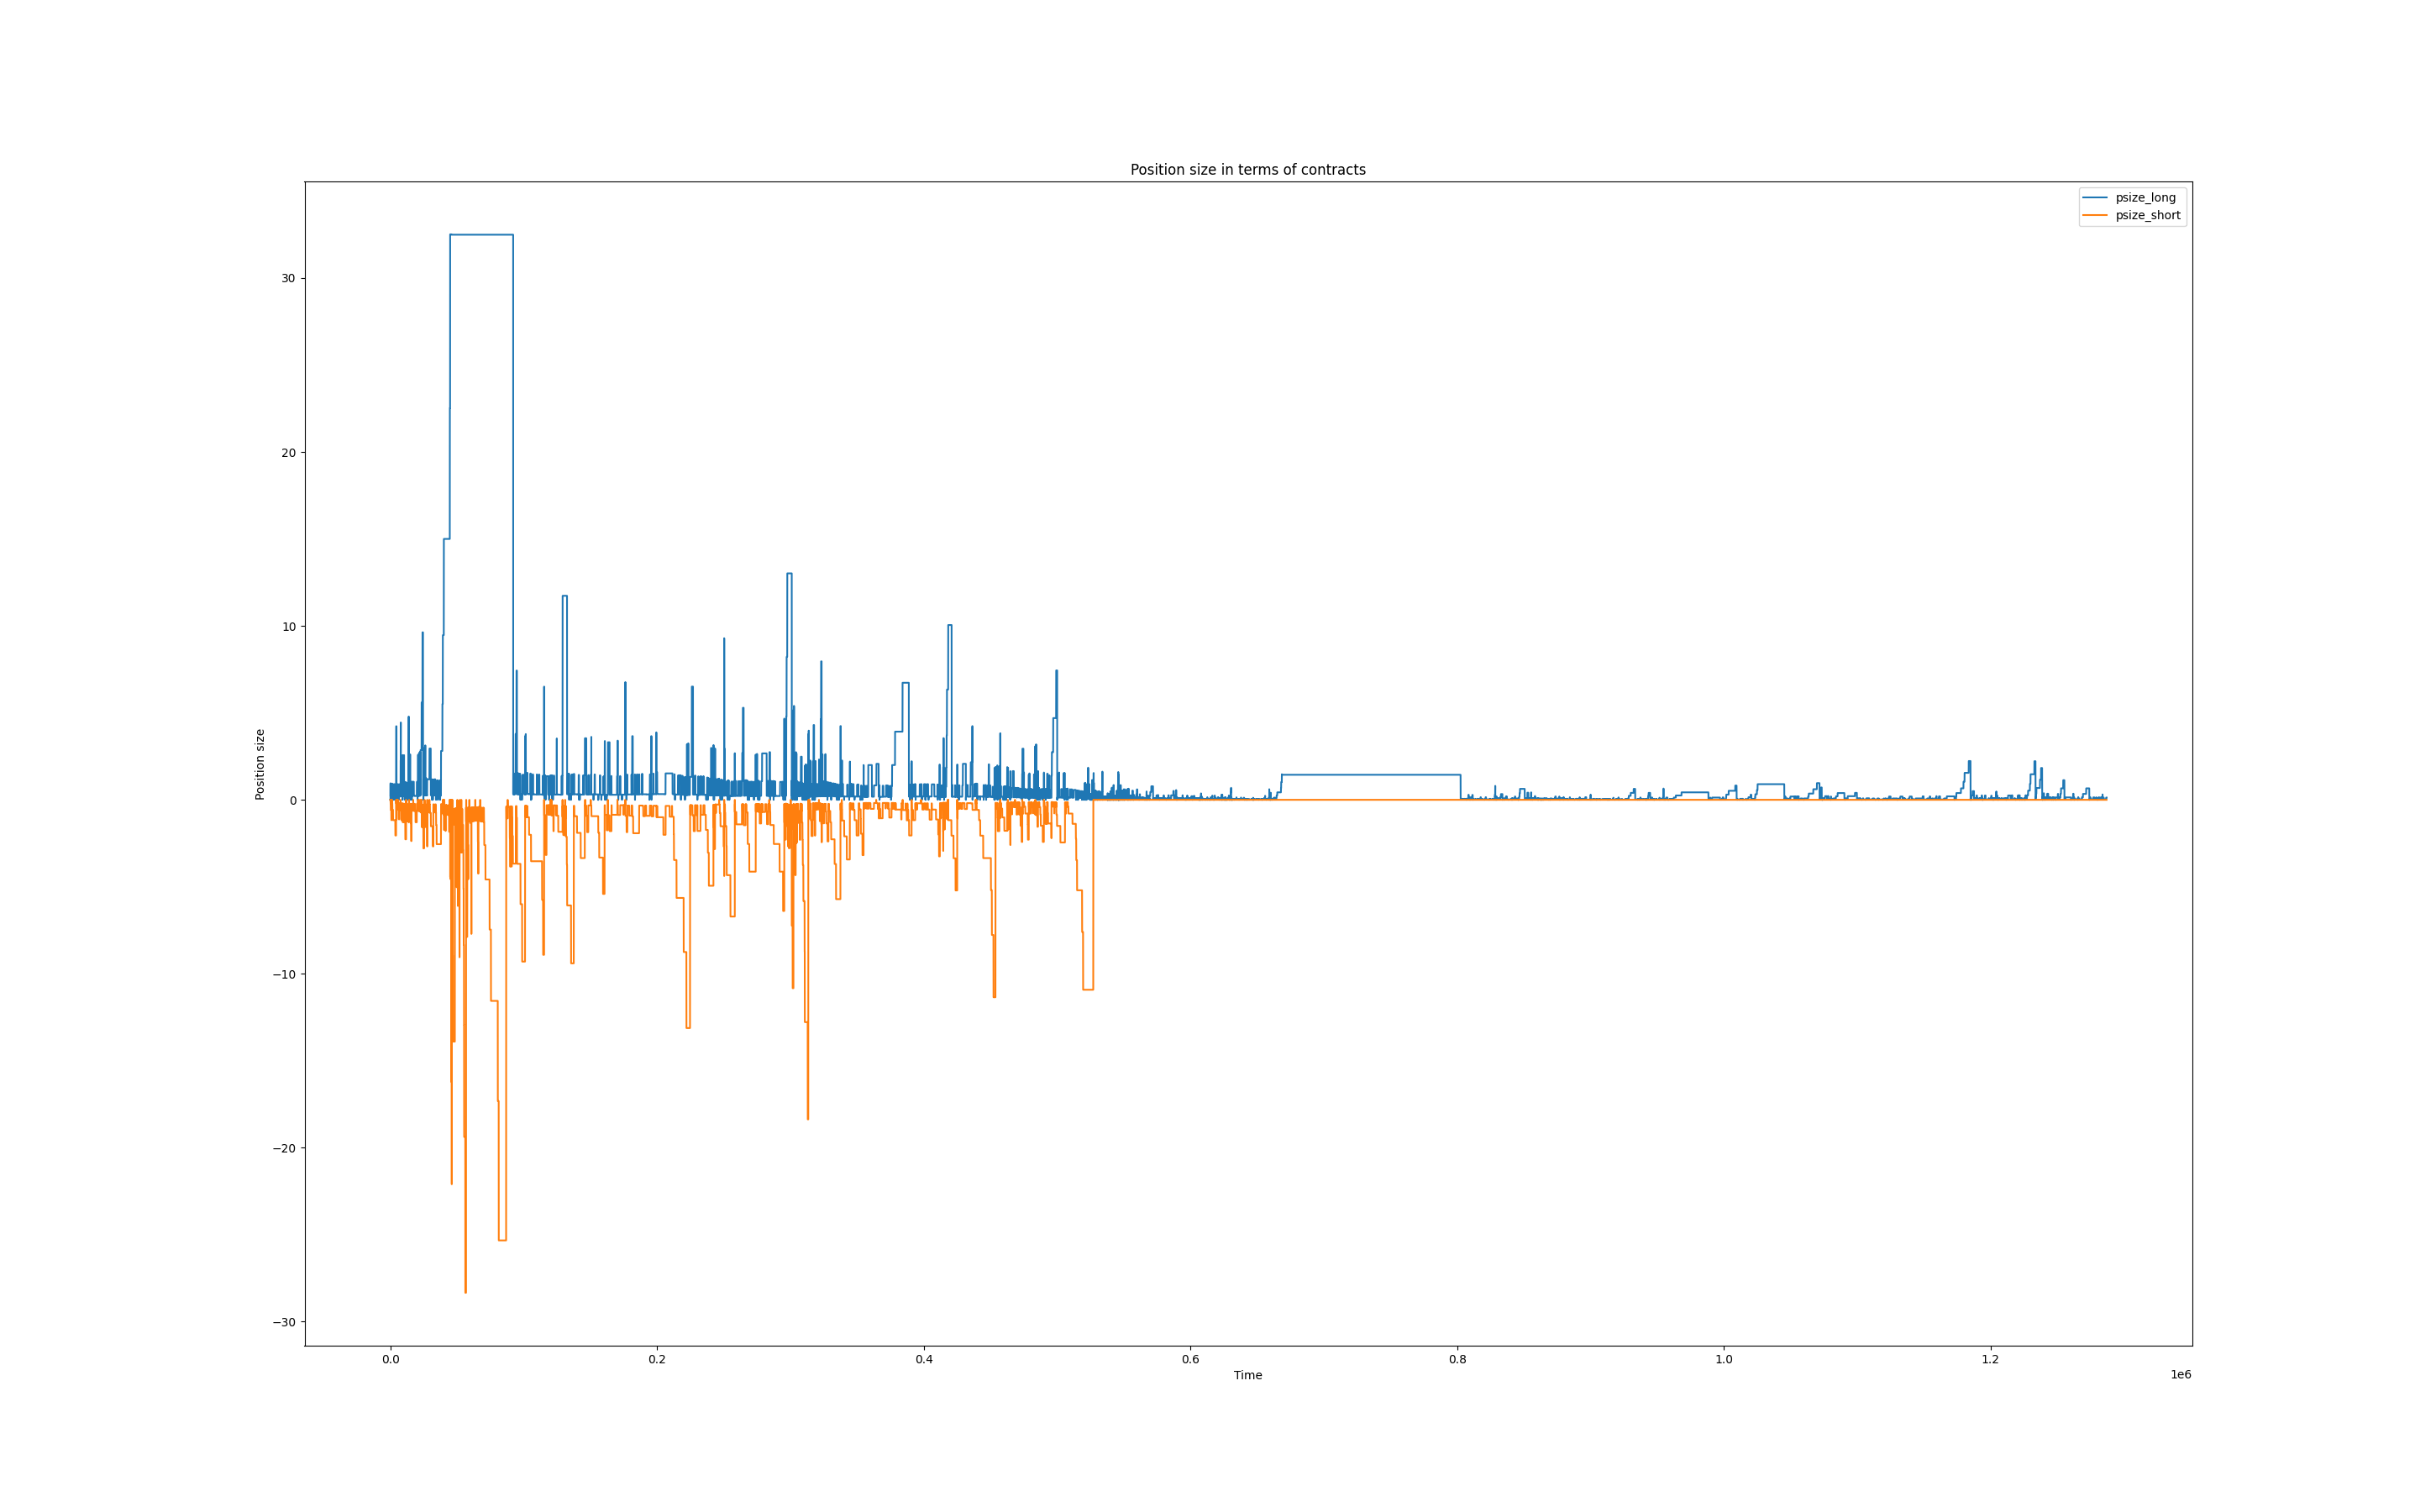 Position size in terms of contracts
psize_long
psize_short
30
20
10
0
−10
−20
−30
Position size
0.0 0.2 0.4 0.6 0.8 1.0 1.2
Time
1e6